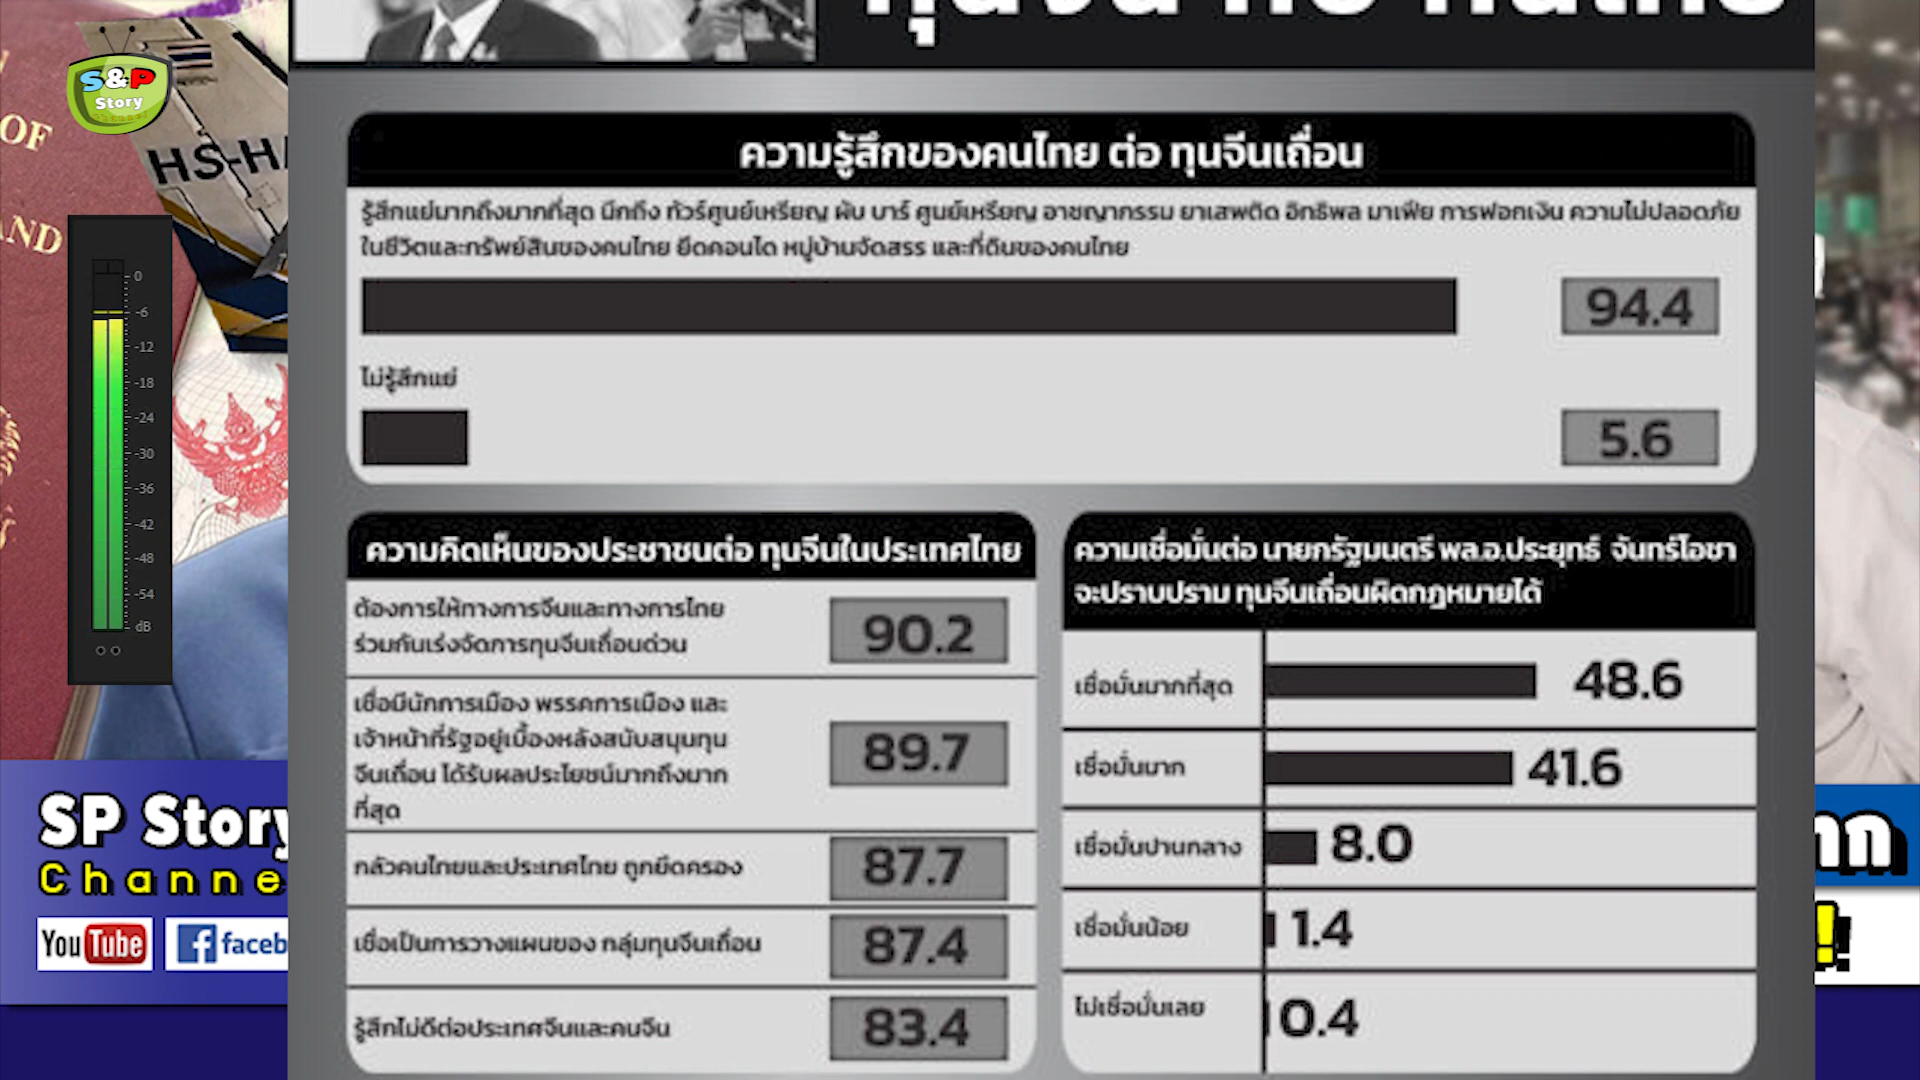 ทุนจีน กับ คนไทย
S&P
Story
Channel
OF
AND
HS-HA
ความรู้สึกของคนไทย ต่อ ทุนจีนเถื่อน
รู้สึกแย่มากถึงมากที่สุด นึกถึง ทัวร์ศูนย์เหรียญ ผับ บาร์ ศูนย์เหรียญ อาชญากรรม ยาเสพติด อิทธิพล มาเฟีย การฟอกเงิน ความไม่ปลอดภัย
ในชีวิตและทรัพย์สินของคนไทย ยึดคอนโด หมู่บ้านจัดสรร และที่ดินของคนไทย
94.4
ไม่รู้สึกแย่
5.6
0
-6
-12
-18
-24
-30
-36
-42
-48
-54
dB
ความคิดเห็นของประชาชนต่อ ทุนจีนในประเทศไทย
ต้องการให้ทางการจีนและทางการไทย
ร่วมกันเร่งจัดการทุนจีนเถื่อนด่วน
90.2
เชื่อมีนักการเมือง พรรคการเมือง และ
เจ้าหน้าที่รัฐอยู่เบื้องหลังสนับสนุนทุน
จีนเถื่อน ได้รับผลประโยชน์มากถึงมาก
ที่สุด
89.7
กลัวคนไทยและประเทศไทย ถูกยึดครอง
87.7
เชื่อเป็นการวางแผนของ กลุ่มทุนจีนเถื่อน
87.4
รู้สึกไม่ดีต่อประเทศจีนและคนจีน
83.4
ความเชื่อมั่นต่อ นายกรัฐมนตรี พล.อ.ประยุทธ์ จันทร์โอชา
จะปราบปราม ทุนจีนเถื่อนผิดกฎหมายได้
เชื่อมั่นมากที่สุด 48.6
เชื่อมั่นมาก 41.6
เชื่อมั่นปานกลาง 8.0
เชื่อมั่นน้อย 1.4
ไม่เชื่อมั่นเลย 0.4
SP Story
Channe
YouTube
faceb
าก
!